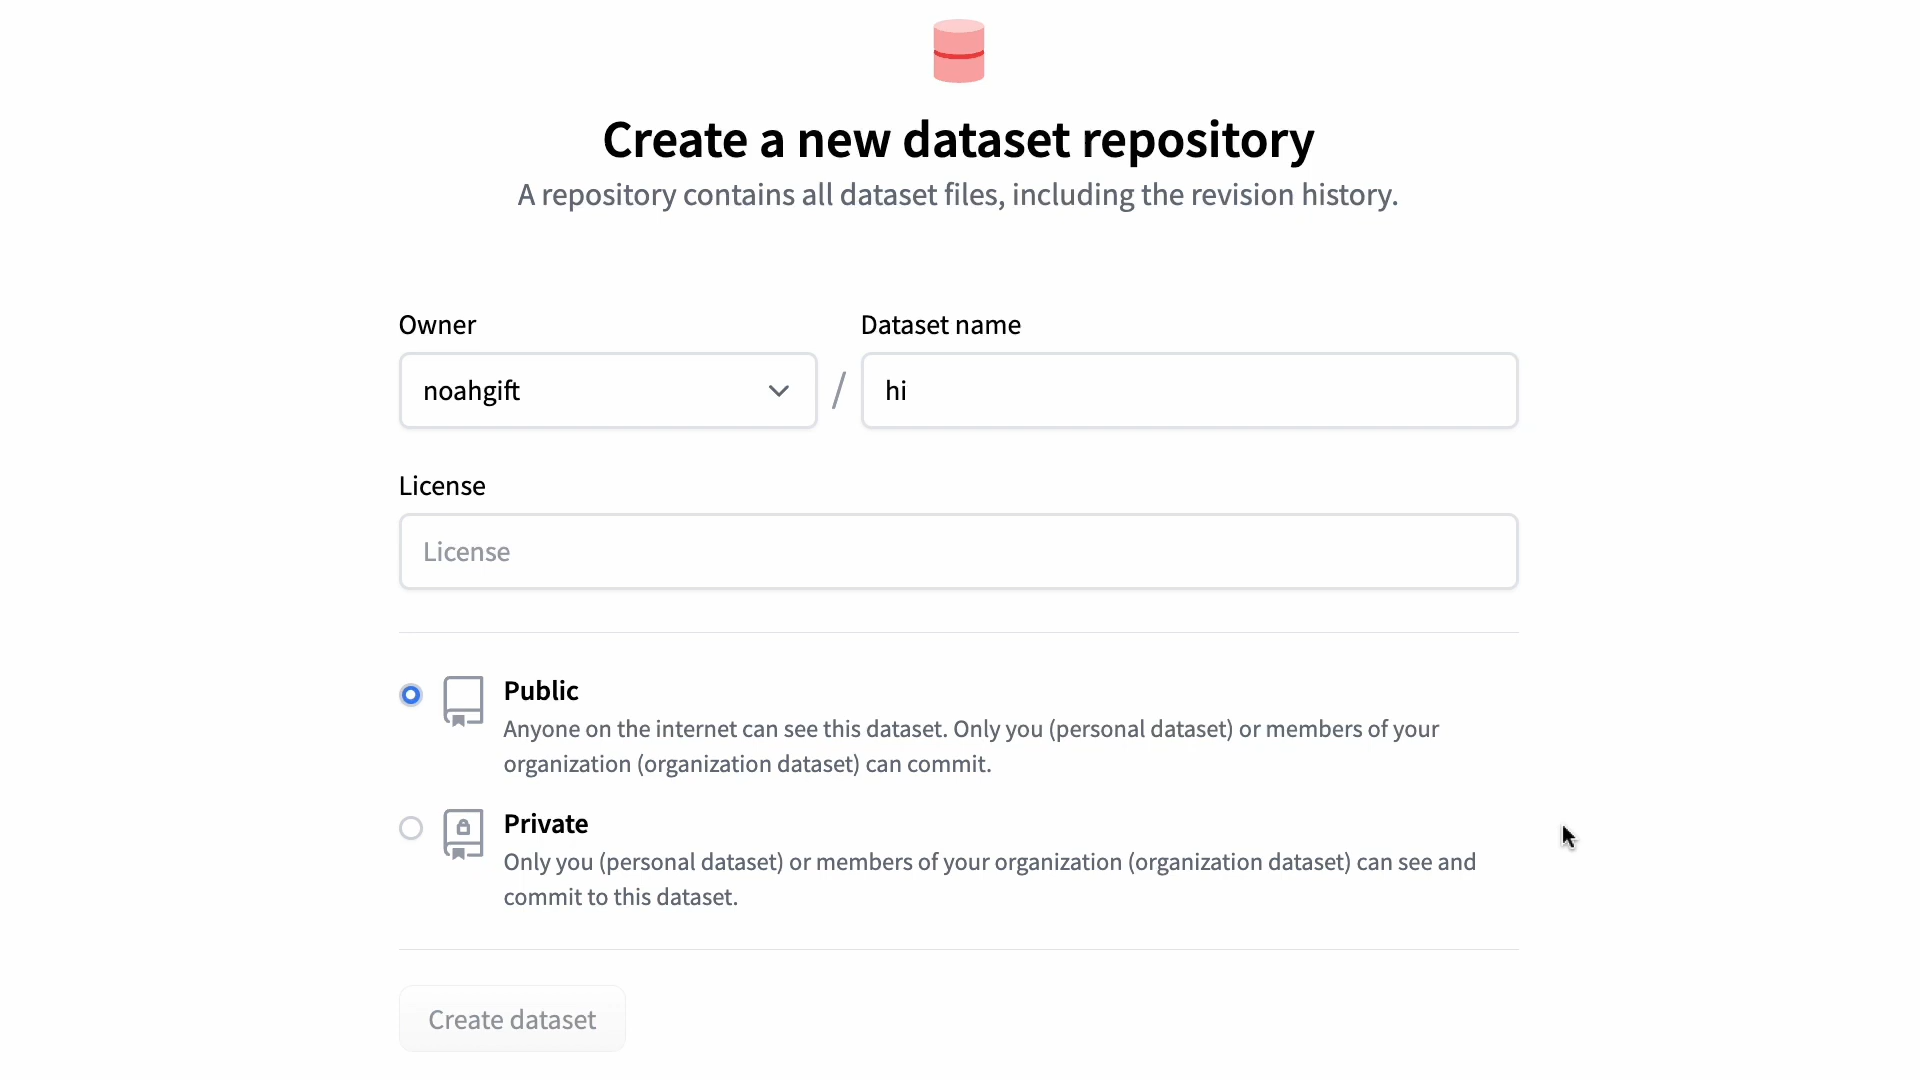 Create a new dataset repository
A repository contains all dataset files, including the revision history.
Owner
Dataset name
noahgift
/
hi
License
License
Public
Anyone on the internet can see this dataset. Only you (personal dataset) or members of your
organization (organization dataset) can commit.
Private
Only you (personal dataset) or members of your organization (organization dataset) can see and
commit to this dataset.
Create dataset